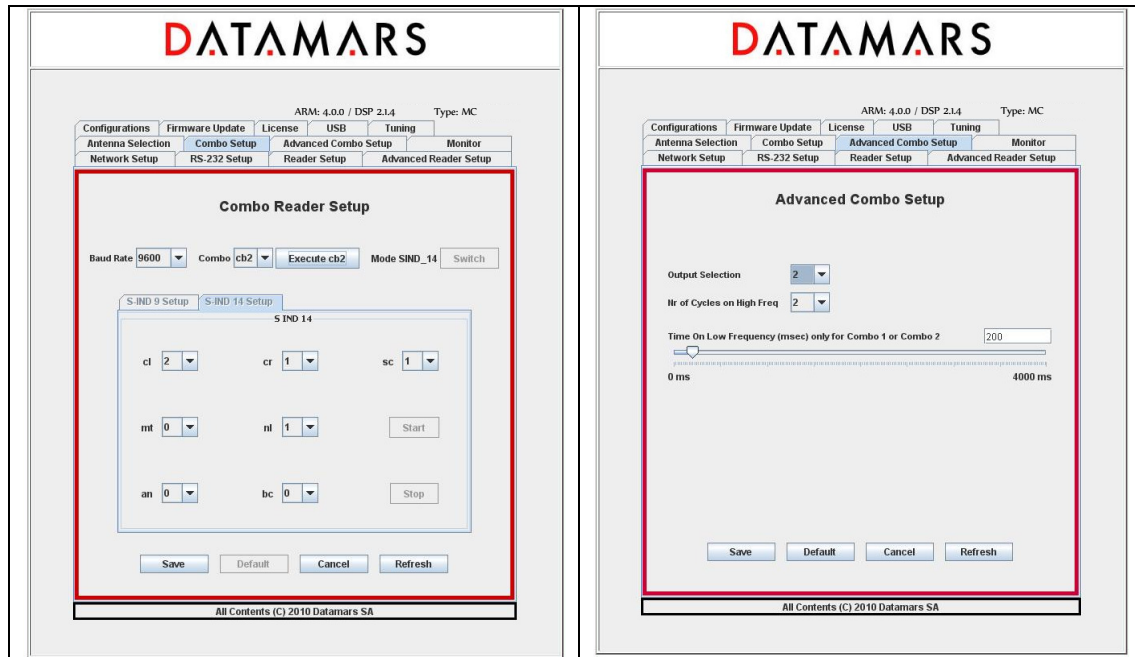 DATAMARS
ARM: 4.0.0 / DSP 2.1.4 Type: MC
Configurations Firmware Update License USB Tuning
Antenna Selection Combo Setup Advanced Combo Setup Monitor
Network Setup RS-232 Setup Reader Setup Advanced Reader Setup
Combo Reader Setup
Baud Rate 9600 Combo cb2 Execute cb2 Mode SIND_14 Switch
S-IND 9 Setup S-IND 14 Setup
S IND 14
cl 2 cr 1 sc 1
mt 0 nl 1 Start
an 0 bc 0 Stop
Save Default Cancel Refresh
All Contents (C) 2010 Datamars SA
DATAMARS
ARM: 4.0.0 / DSP 2.1.4 Type: MC
Configurations Firmware Update License USB Tuning
Antenna Selection Combo Setup Advanced Combo Setup Monitor
Network Setup RS-232 Setup Reader Setup Advanced Reader Setup
Advanced Combo Setup
Output Selection 2
Nr of Cycles on High Freq 2
Time On Low Frequency (msec) only for Combo 1 or Combo 2 200
0 ms 4000 ms
Save Default Cancel Refresh
All Contents (C) 2010 Datamars SA